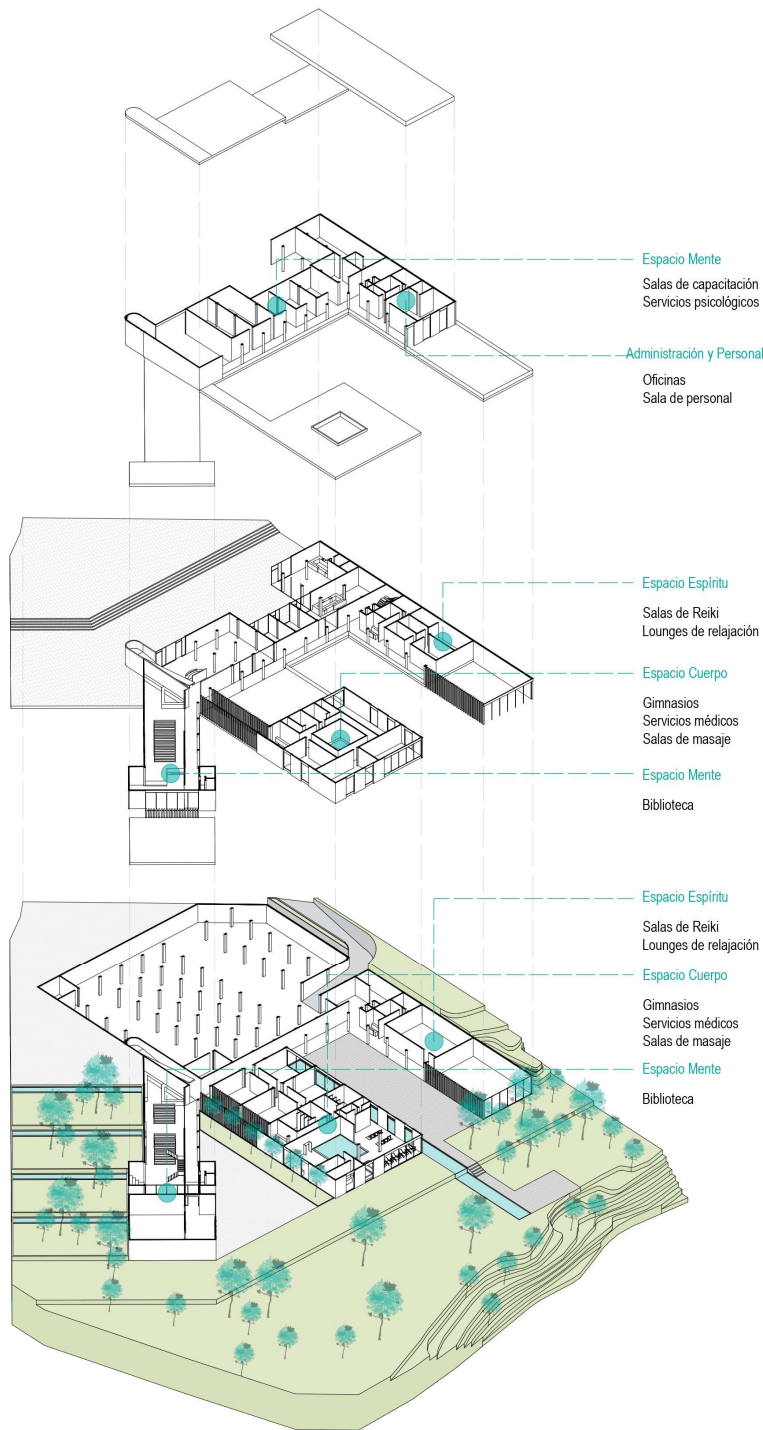 Espacio Mente
Salas de capacitación
Servicios psicológicos
Administración y Personal
Oficinas
Sala de personal
Espacio Espíritu
Salas de Reiki
Lounges de relajación
Espacio Cuerpo
Gimnasios
Servicios médicos
Salas de masaje
Espacio Mente
Biblioteca
Espacio Espíritu
Salas de Reiki
Lounges de relajación
Espacio Cuerpo
Gimnasios
Servicios médicos
Salas de masaje
Espacio Mente
Biblioteca